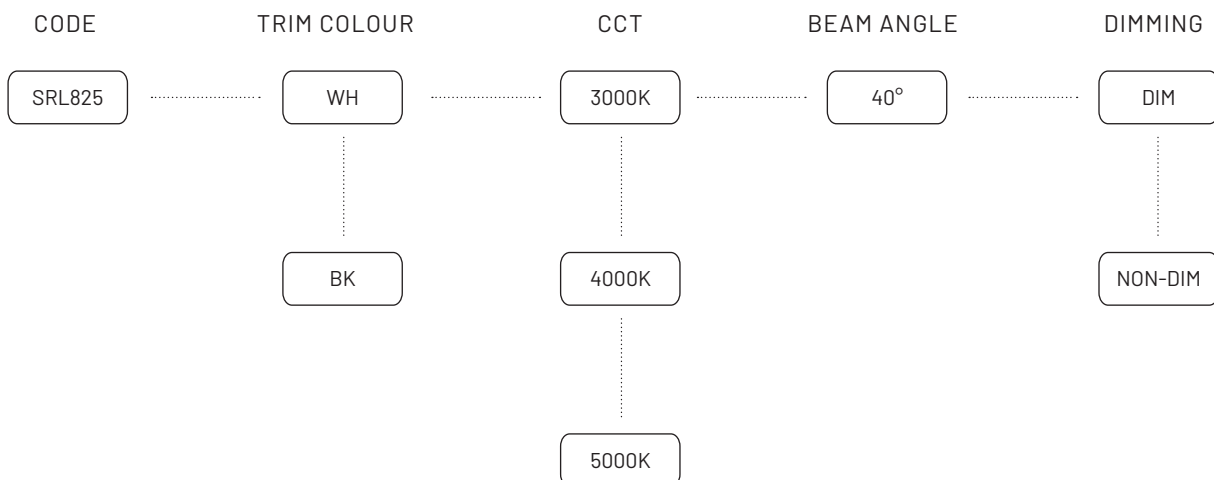 CODE TRIM COLOUR CCT BEAM ANGLE DIMMING
SRL825 WH 3000K 40° DIM
BK 4000K NON-DIM
5000K